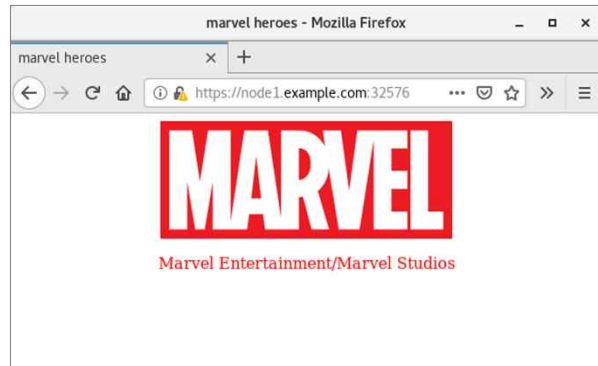 marvel heroes - Mozilla Firefox
marvel heroes
https://node1.example.com:32576
MARVEL
Marvel Entertainment/Marvel Studios